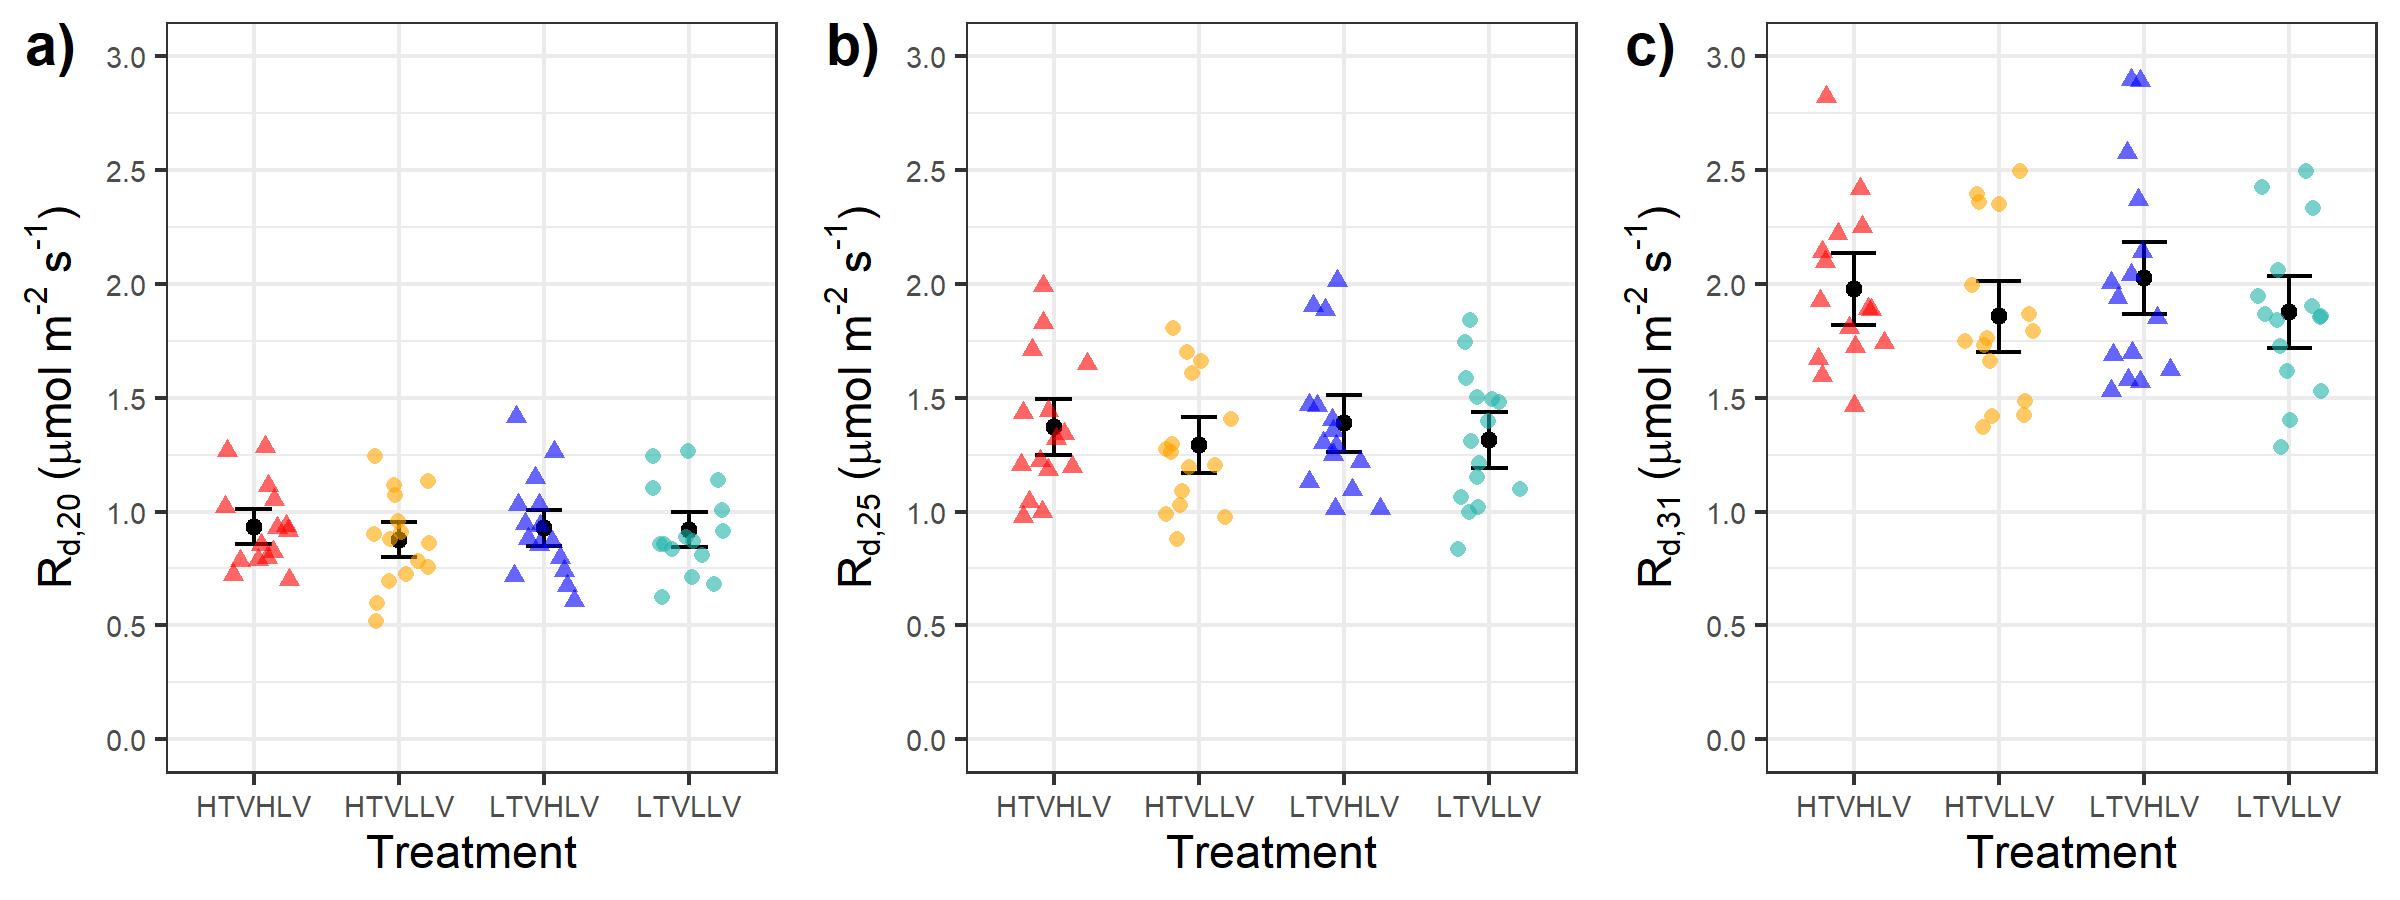 a)
3.0
2.5
2.0
1.5
1.0
0.5
0.0
R_d,20 (μmol m^-2 s^-1)
HTVHLV HTVLLV LTVHLV LTVLLV
Treatment
b)
3.0
2.5
2.0
1.5
1.0
0.5
0.0
R_d,25 (μmol m^-2 s^-1)
HTVHLV HTVLLV LTVHLV LTVLLV
Treatment
c)
3.0
2.5
2.0
1.5
1.0
0.5
0.0
R_d,31 (μmol m^-2 s^-1)
HTVHLV HTVLLV LTVHLV LTVLLV
Treatment